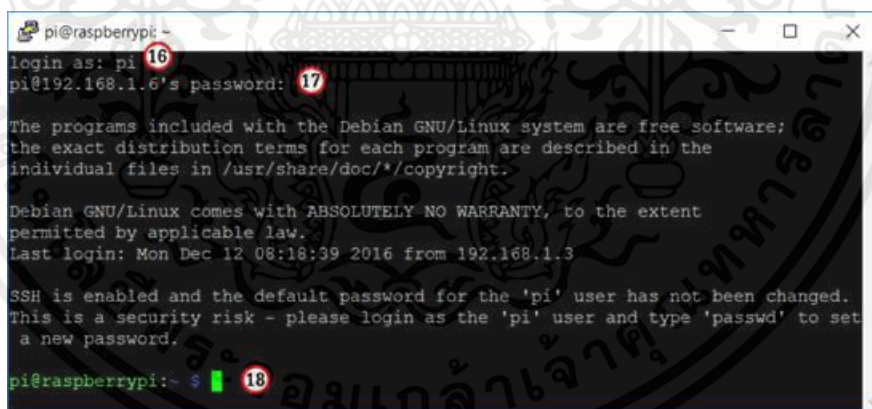 pi@raspberrypi: ~
login as: pi 16
pi@192.168.1.6's password: 17
The programs included with the Debian GNU/Linux system are free software;
the exact distribution terms for each program are described in the
individual files in /usr/share/doc/*/copyright.
Debian GNU/Linux comes with ABSOLUTELY NO WARRANTY, to the extent
permitted by applicable law.
Last login: Mon Dec 12 08:18:39 2016 from 192.168.1.3
SSH is enabled and the default password for the 'pi' user has not been changed.
This is a security risk - please login as the 'pi' user and type 'passwd' to set
a new password.
pi@raspberrypi:~ $ 18